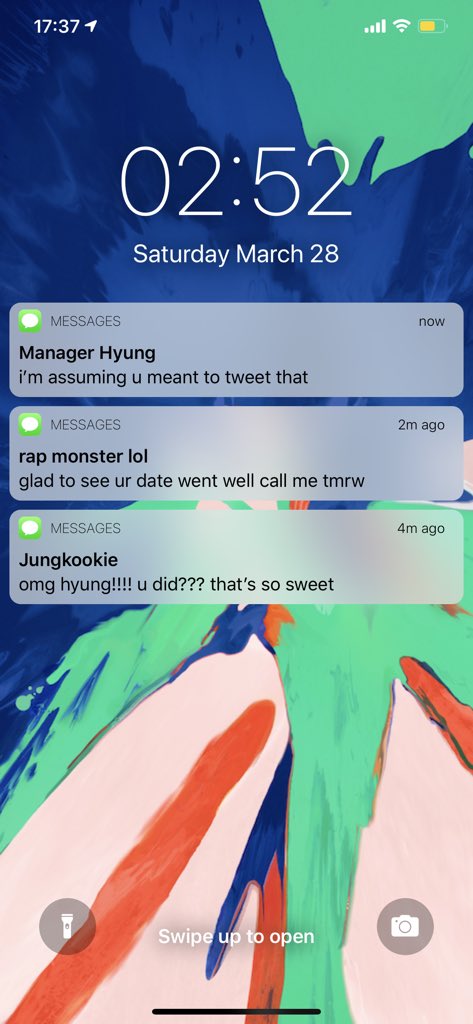 17:37
02:52
Saturday March 28
MESSAGES now
Manager Hyung
i'm assuming u meant to tweet that
MESSAGES 2m ago
rap monster lol
glad to see ur date went well call me tmrw
MESSAGES 4m ago
Jungkookie
omg hyung!!!! u did??? that's so sweet
Swipe up to open